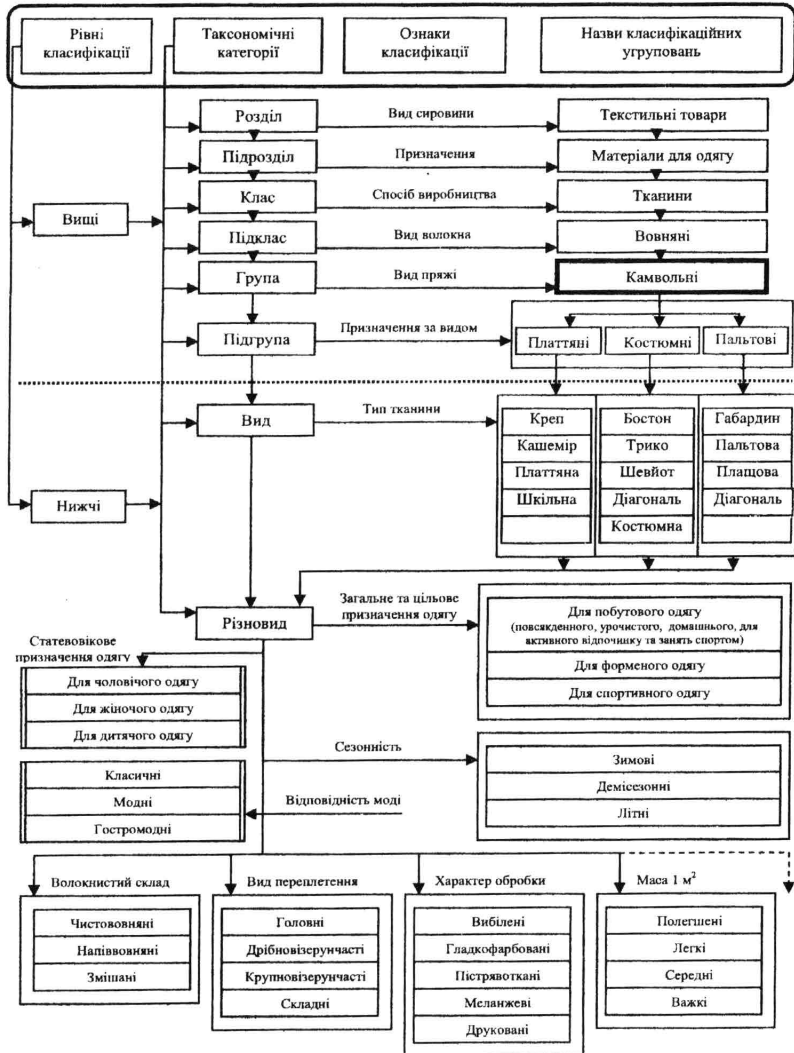 Рівні
класифікації
Таксономічні
категорії
Ознаки
класифікації
Назви класифікаційних
угруповань
Розділ
Вид сировини
Текстильні товари
Підрозділ
Призначення
Матеріали для одягу
Клас
Спосіб виробництва
Тканини
Вищі
Підклас
Вид волокна
Вовняні
Група
Вид пряжі
Камвольні
Підгрупа
Призначення за видом
Платтяні
Костюмні
Пальтові
Вид
Тип тканини
Креп
Кашемір
Платтяна
Шкільна
Бостон
Трико
Шевйот
Діагональ
Костюмна
Габардин
Пальтова
Плащова
Діагональ
Нижчі
Різновид
Загальне та цільове
призначення одягу
Для побутового одягу
(повсякденного, урочистого, домашнього, для
активного відпочинку та занять спортом)
Для форменого одягу
Для спортивного одягу
Статевовікове
призначення одягу
Для чоловічого одягу
Для жіночого одягу
Для дитячого одягу
Сезонність
Зимові
Демісезонні
Літні
Класичні
Модні
Гостромодні
Відповідність моді
Волокнистий склад
Чистововняні
Напіввовняні
Змішані
Вид переплетення
Головні
Дрібновізерунчасті
Крупновізерунчасті
Складні
Характер обробки
Вибілені
Гладкофарбовані
Пістрявоткані
Меланжеві
Друковані
Маса 1 м²
Полегшені
Легкі
Середні
Важкі